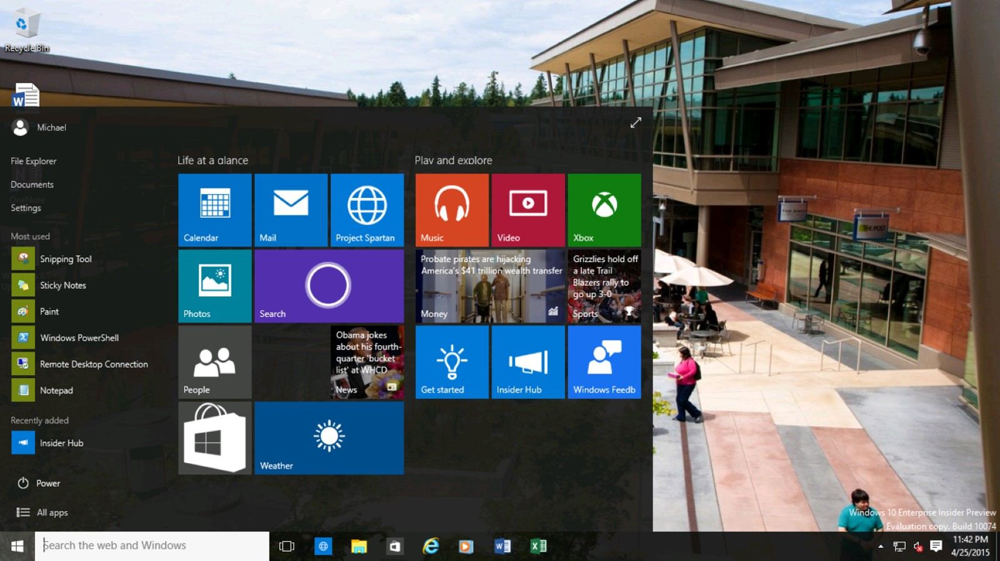 Recycle Bin
Michael
File Explorer
Documents
OneNote
Settings
Most used
Snipping Tool
Sticky Notes
Paint
Windows PowerShell
Remote Desktop Connection
Notepad
Recently added
Insider Hub
Power
All apps
Life at a glance
Calendar
Mail
Project Spartan
Photos
Search
People
Obama jokes
about his fourth-
quarter 'bucket
list' at WHCD
News
Weather
Play and explore
Music
Video
Xbox
Probate pirates are hijacking
America's $41 trillion wealth transfer
Money
Grizzlies hold off
a late Trail
Blazers rally to
go up 3-0
Sports
Get started
Insider Hub
Windows Feedb
THE POST
Windows 10 Enterprise Insider Preview
Evaluation copy. Build 10074
Search the web and Windows
11:42 PM
4/25/2015